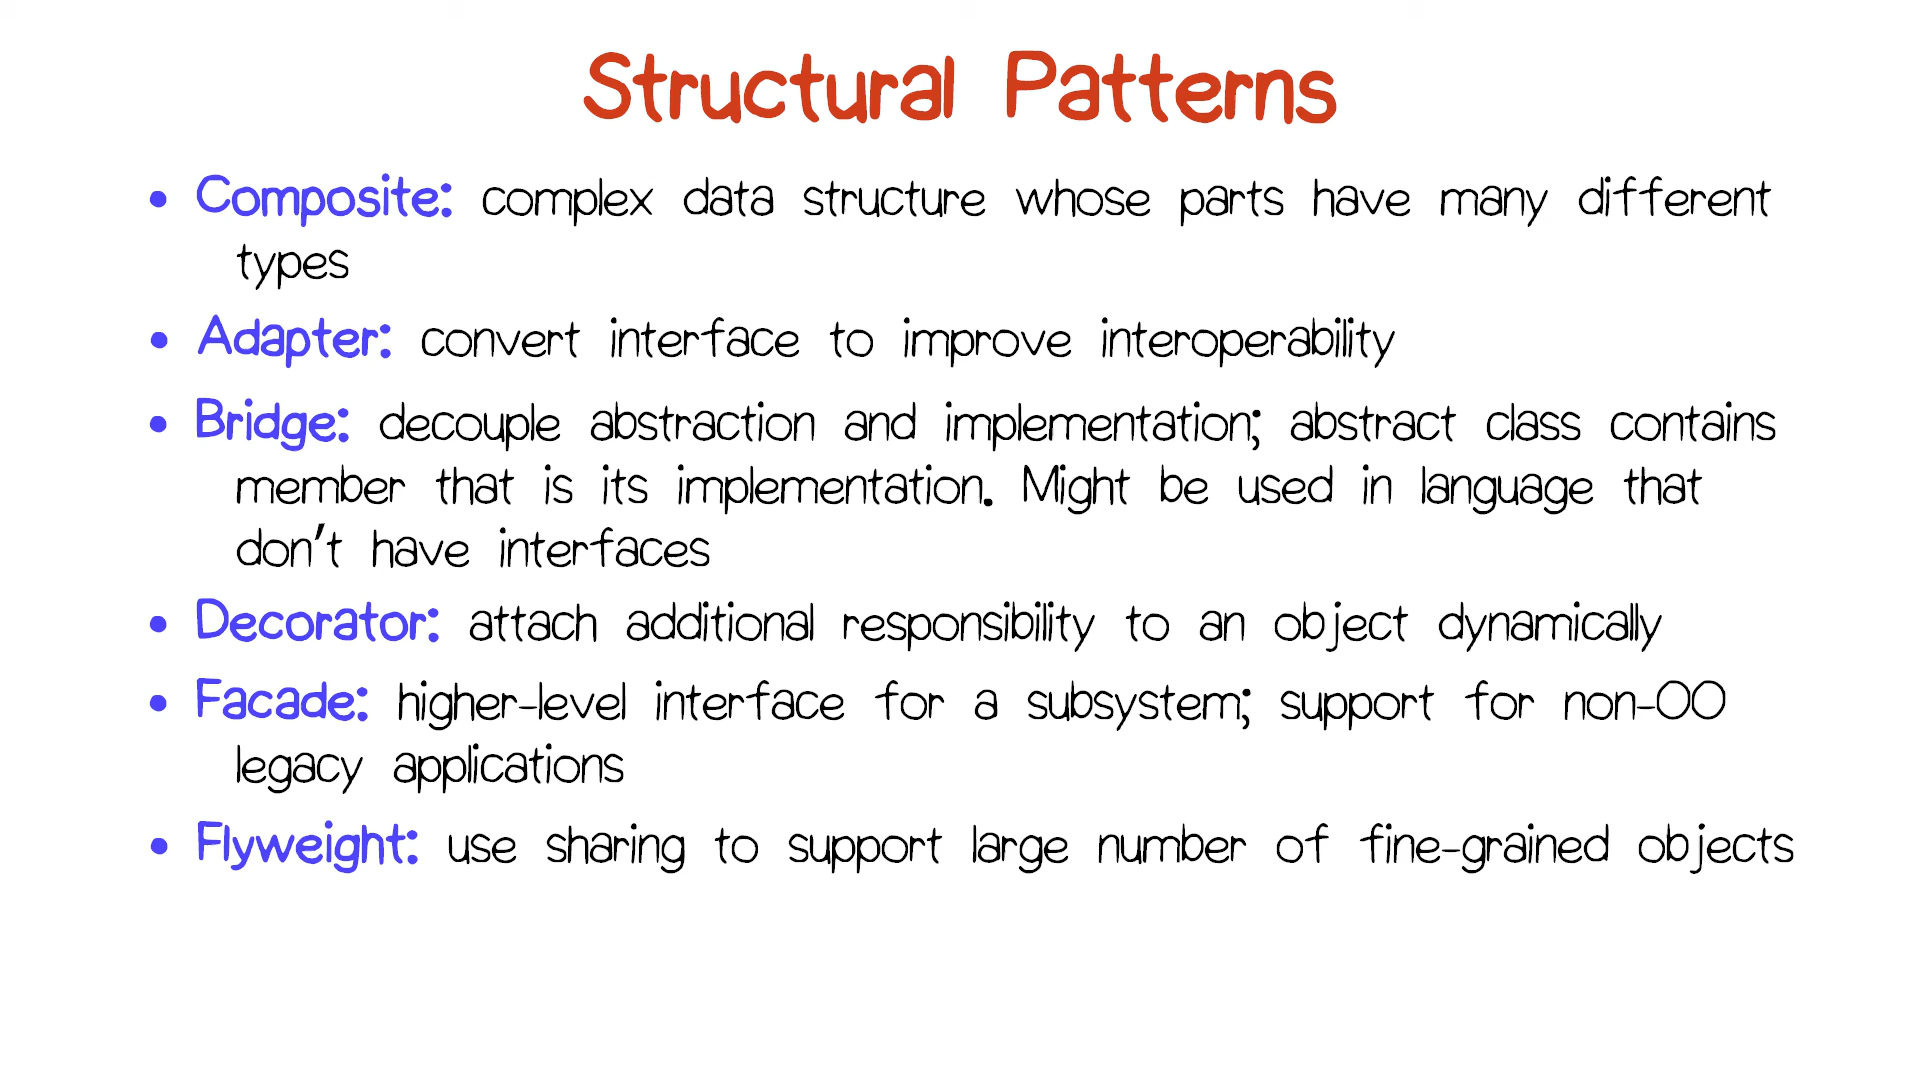 Structural Patterns
• Composite: complex data structure whose parts have many different
types
• Adapter: convert interface to improve interoperability
• Bridge: decouple abstraction and implementation; abstract class contains
member that is its implementation. Might be used in language that
don't have interfaces
• Decorator: attach additional responsibility to an object dynamically
• Facade: higher-level interface for a subsystem; support for non-OO
legacy applications
• Flyweight: use sharing to support large number of fine-grained objects